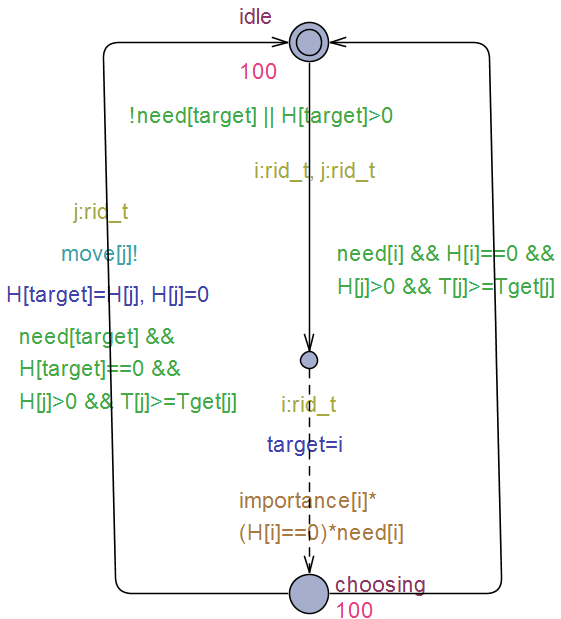 idle
100
!need[target] || H[target]>0
i:rid_t, j:rid_t
j:rid_t
move[j]!
H[target]=H[j], H[j]=0
need[target] &&
H[target]==0 &&
H[j]>0 && T[j]>=Tget[j]
need[i] && H[i]==0 &&
H[j]>0 && T[j]>=Tget[j]
i:rid_t
target=i
importance[i]*
(H[i]==0)*need[i]
choosing
100